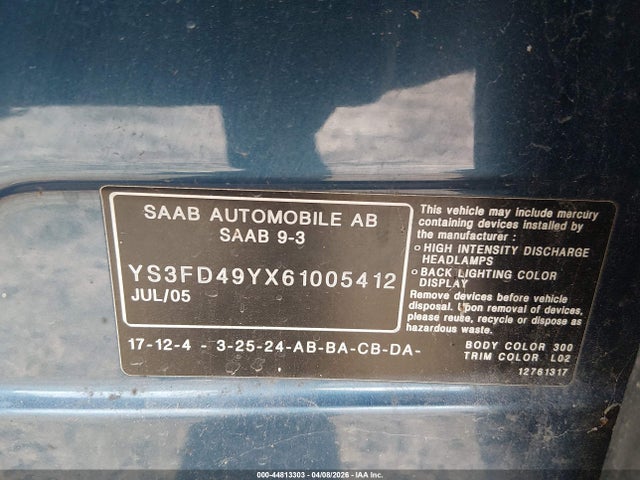 SAAB AUTOMOBILE AB
SAAB 9-3
YS3FD49YX61005412
JUL/05
17-12-4 - 3-25-24-AB-BA-CB-DA-
This vehicle may include mercury
containing devices installed by
the manufacturer :
o HIGH INTENSITY DISCHARGE
HEADLAMPS
o BACK LIGHTING COLOR
DISPLAY
Remove devices before vehicle
disposal. Upon removal of devices,
please reuse, recycle or dispose as
hazardous waste.
BODY COLOR 300
TRIM COLOR L02
12761317
000-44813303 - 04/08/2026 - IAA Inc.